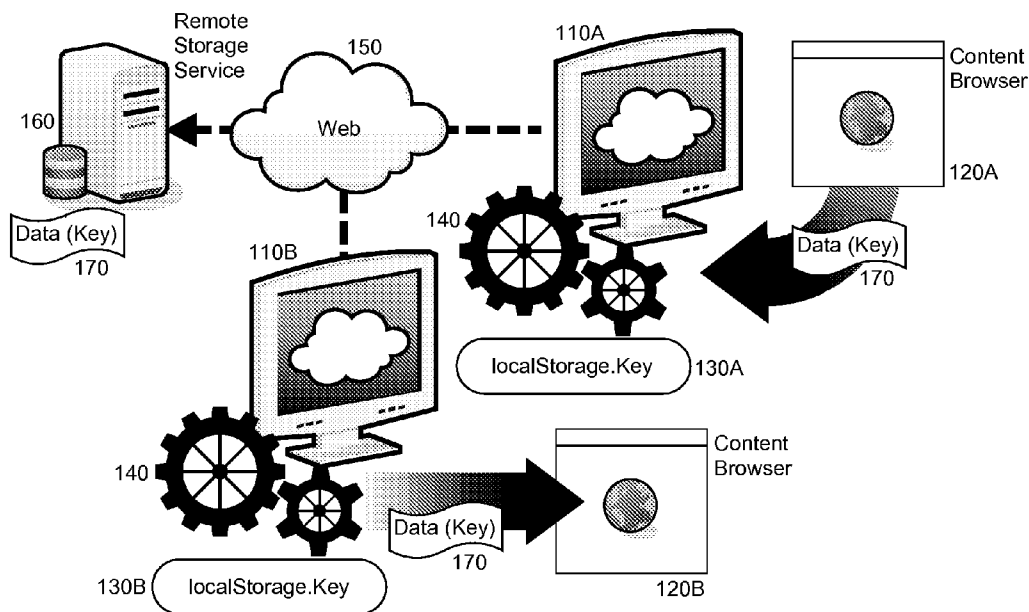 Remote
Storage
Service
150
110A
Content
Browser
160
Web
120A
140
Data (Key)
170
Data (Key)
170
110B
localStorage.Key
130A
Content
Browser
140
Data (Key)
170
130B
localStorage.Key
120B